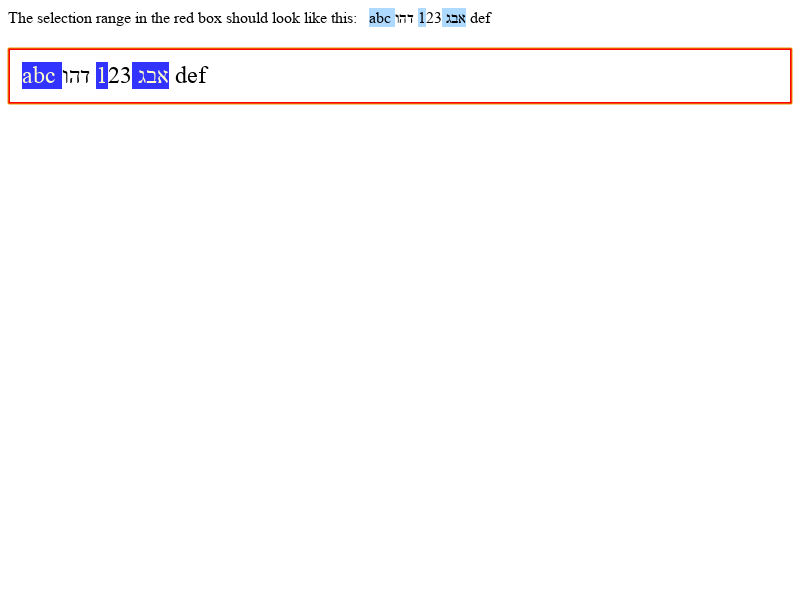 The selection range in the red box should look like this: abc אבג 123 דהו def
abc אבג 123 דהו def